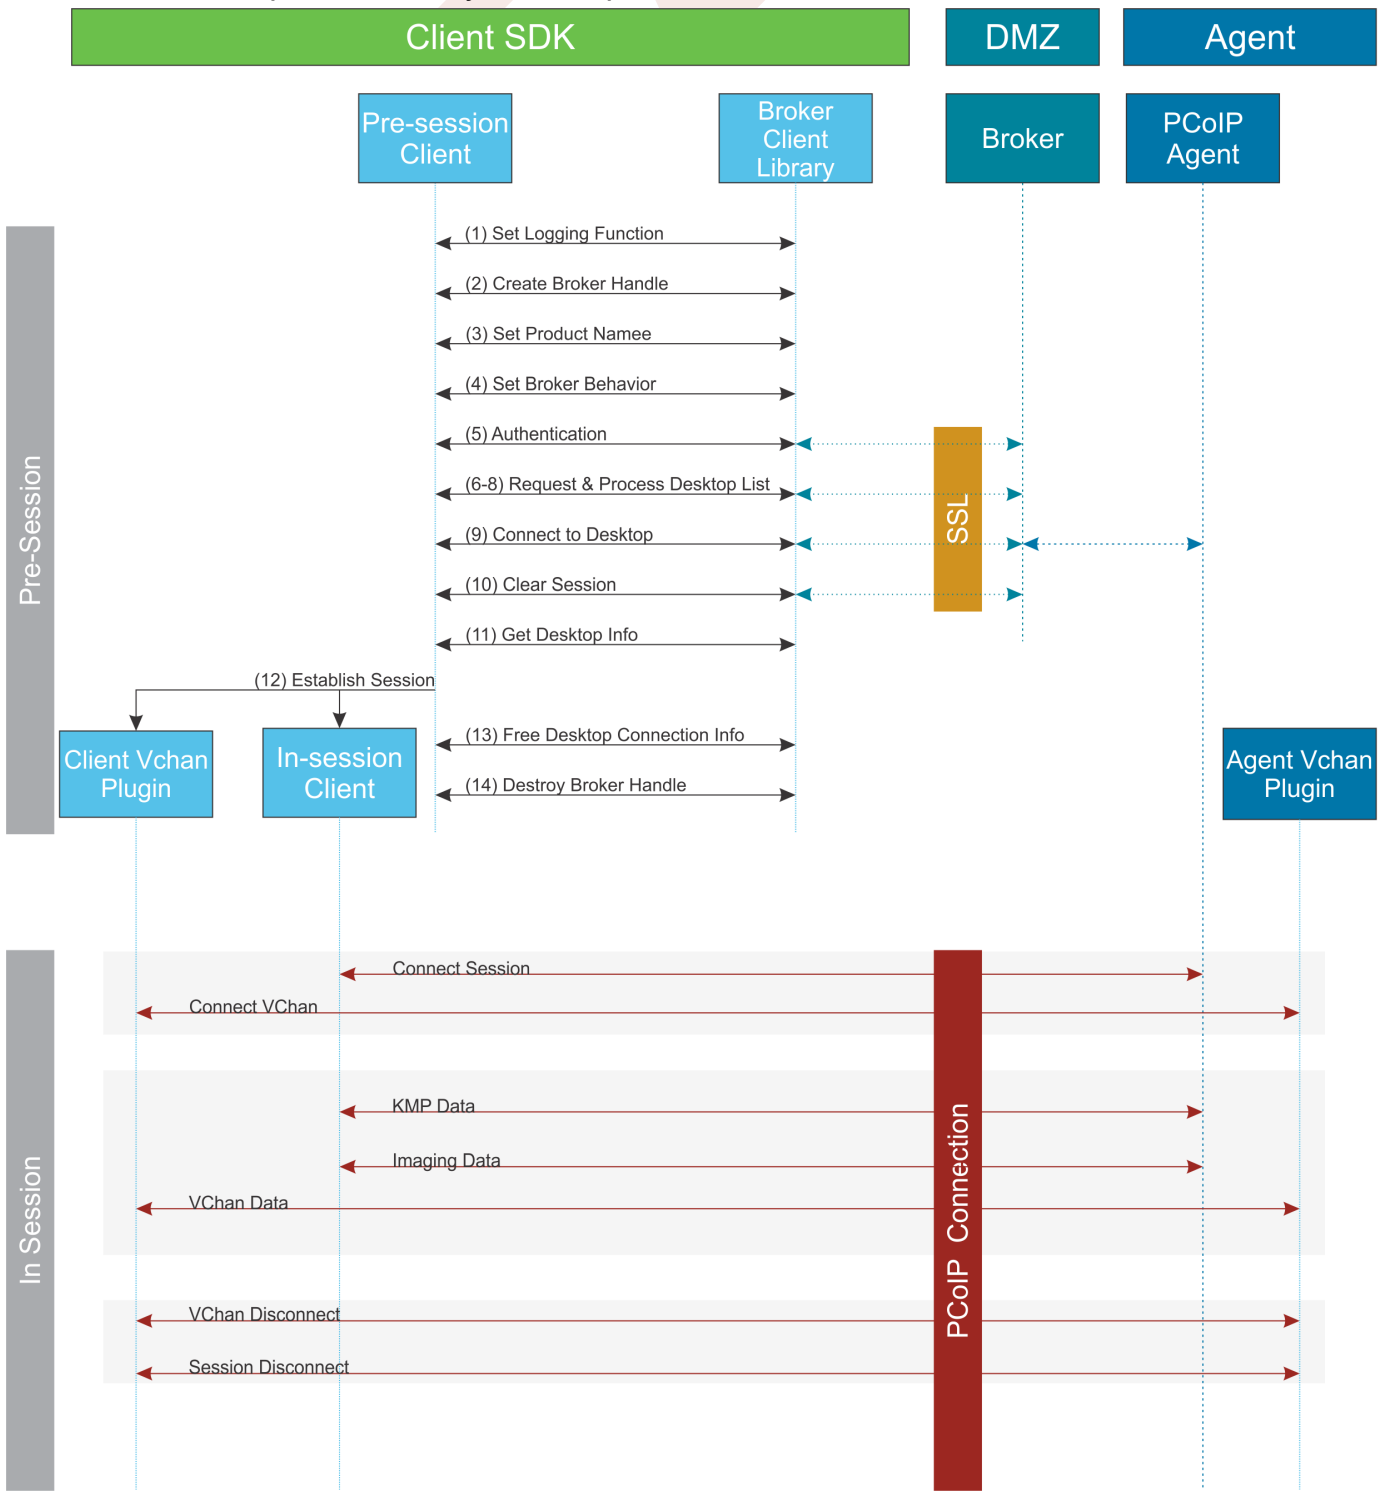 Client SDK
DMZ
Agent
Pre-session
Client
Broker
Client
Library
Broker
PCoIP
Agent
Pre-Session
(1) Set Logging Function
(2) Create Broker Handle
(3) Set Product Namee
(4) Set Broker Behavior
(5) Authentication
(6-8) Request & Process Desktop List
(9) Connect to Desktop
(10) Clear Session
(11) Get Desktop Info
SSL
(12) Establish Session
(13) Free Desktop Connection Info
(14) Destroy Broker Handle
Client Vchan
Plugin
In-session
Client
Agent Vchan
Plugin
In Session
Connect Session
Connect VChan
KMP Data
Imaging Data
VChan Data
VChan Disconnect
Session Disconnect
PCoIP Connection